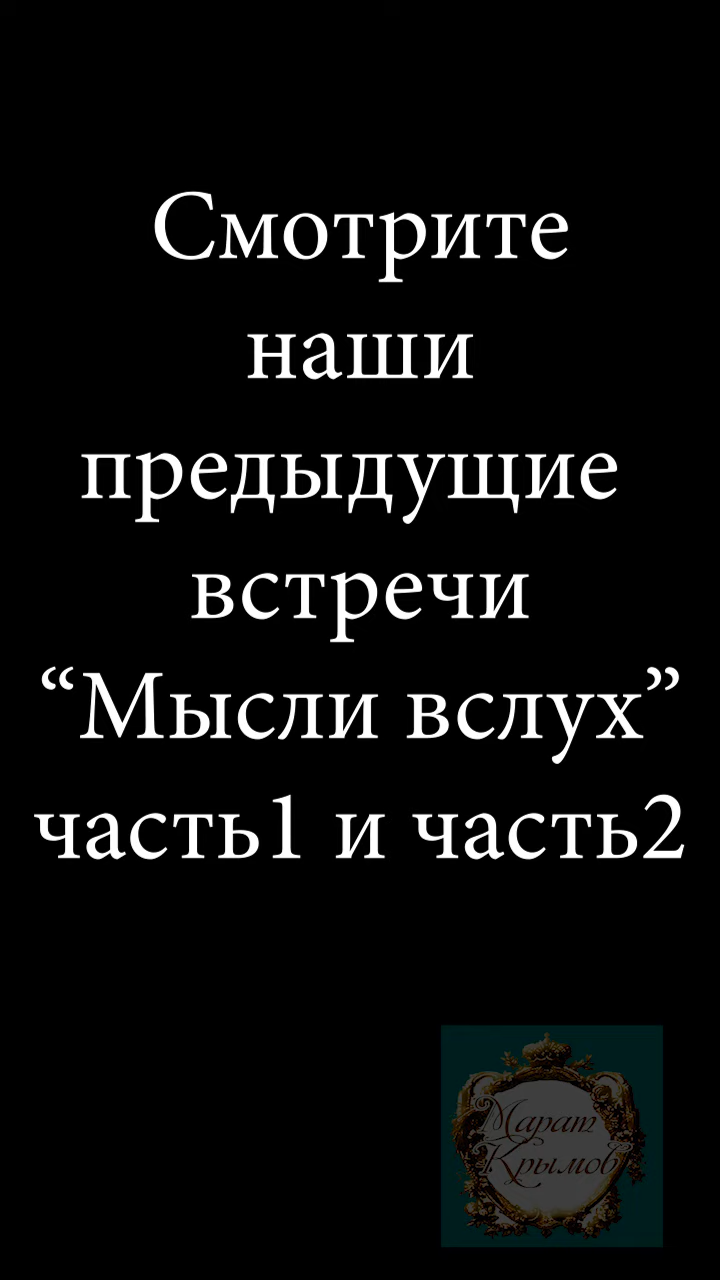 Смотрите
наши
предыдущие
встречи
“Мысли вслух”
часть1 и часть2
Марат
Крымов